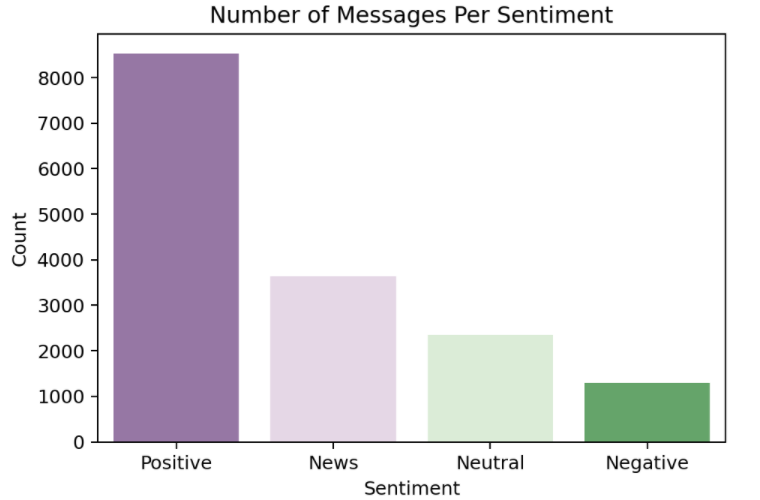 Number of Messages Per Sentiment
8000
7000
6000
5000
4000
3000
2000
1000
0
Count
Positive News Neutral Negative
Sentiment